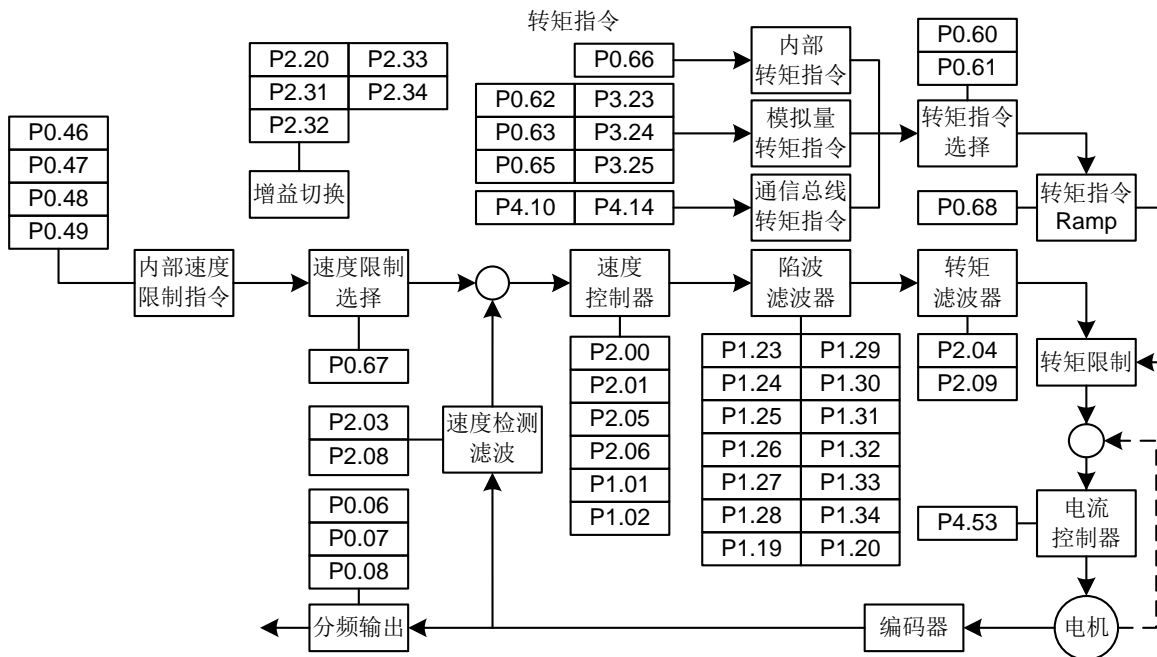 转矩指令
P2.20 P2.33
P2.31 P2.34
P2.32
增益切换
P0.66
P0.62 P3.23
P0.63 P3.24
P0.65 P3.25
P4.10 P4.14
内部
转矩指令
模拟量
转矩指令
通信总线
转矩指令
P0.60
P0.61
转矩指令
选择
P0.68
转矩指令
Ramp
P0.46
P0.47
P0.48
P0.49
内部速度
限制指令
速度限制
选择
P0.67
速度
控制器
P2.00
P2.01
P2.05
P2.06
P1.01
P1.02
陷波
滤波器
P1.23 P1.29
P1.24 P1.30
P1.25 P1.31
P1.26 P1.32
P1.27 P1.33
P1.28 P1.34
P1.19 P1.20
转矩
滤波器
P2.04
P2.09
转矩限制
P2.03
P2.08
速度检测
滤波
P4.53
电流
控制器
P0.06
P0.07
P0.08
分频输出
编码器
电机